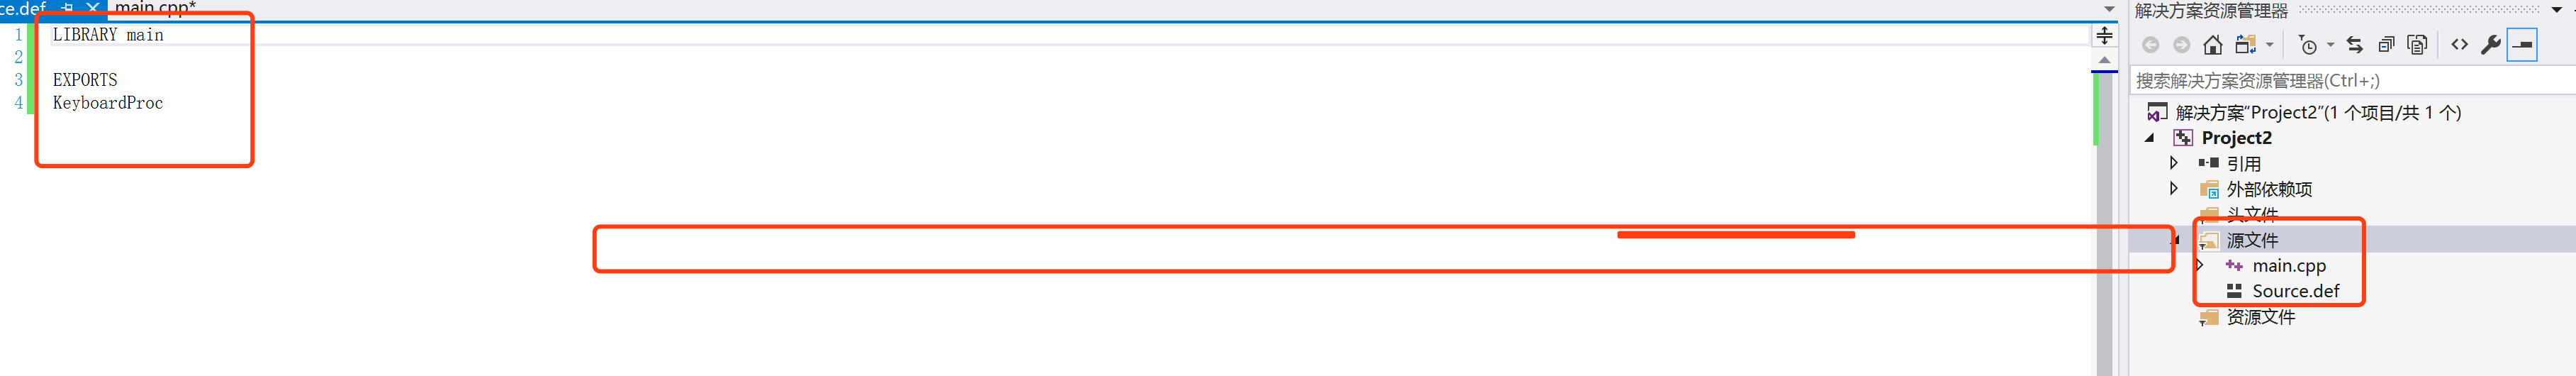 ce.def main.cpp*
1 LIBRARY main
2
3 EXPORTS
4 KeyboardProc
解决方案资源管理器
搜索解决方案资源管理器(Ctrl+;)
解决方案"Project2"(1 个项目/共 1 个)
Project2
引用
外部依赖项
头文件
源文件
main.cpp
Source.def
资源文件